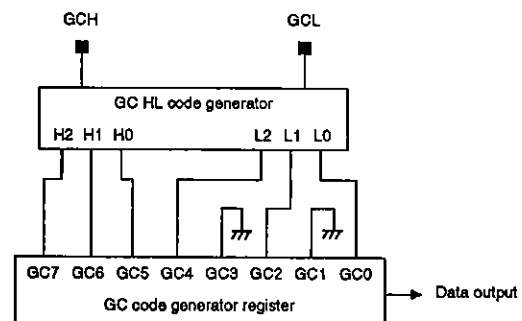 GCH GCL
GC HL code generator
H2 H1 H0 L2 L1 L0
GC7 GC6 GC5 GC4 GC3 GC2 GC1 GC0
GC code generator register
Data output